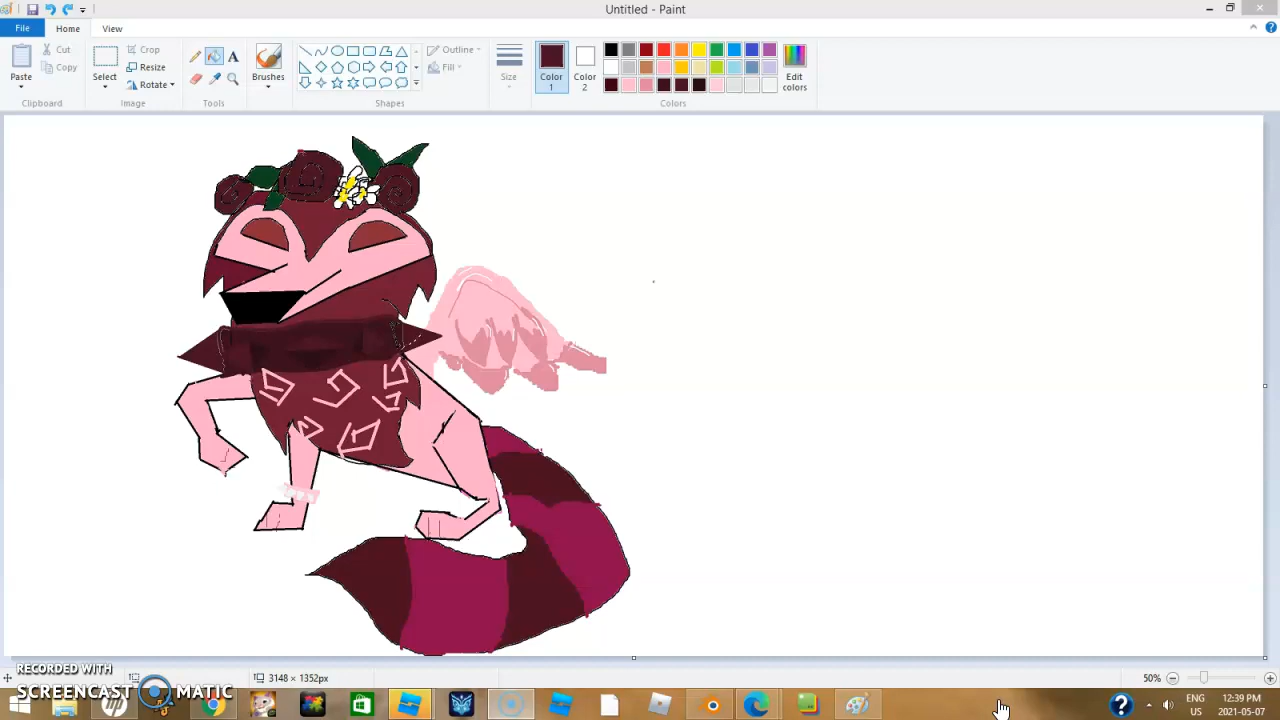 Untitled - Paint
File Home View
Paste
Cut
Copy
Clipboard
Select
Crop
Resize
Rotate
Image
A
Tools
Brushes
Outline
Fill
Shapes
Size
Color 1
Color 2
Edit colors
Colors
RECORDED WITH
SCREENCAST MATIC
3148 × 1352px
50%
ENG
US
12:39 PM
2021-05-07